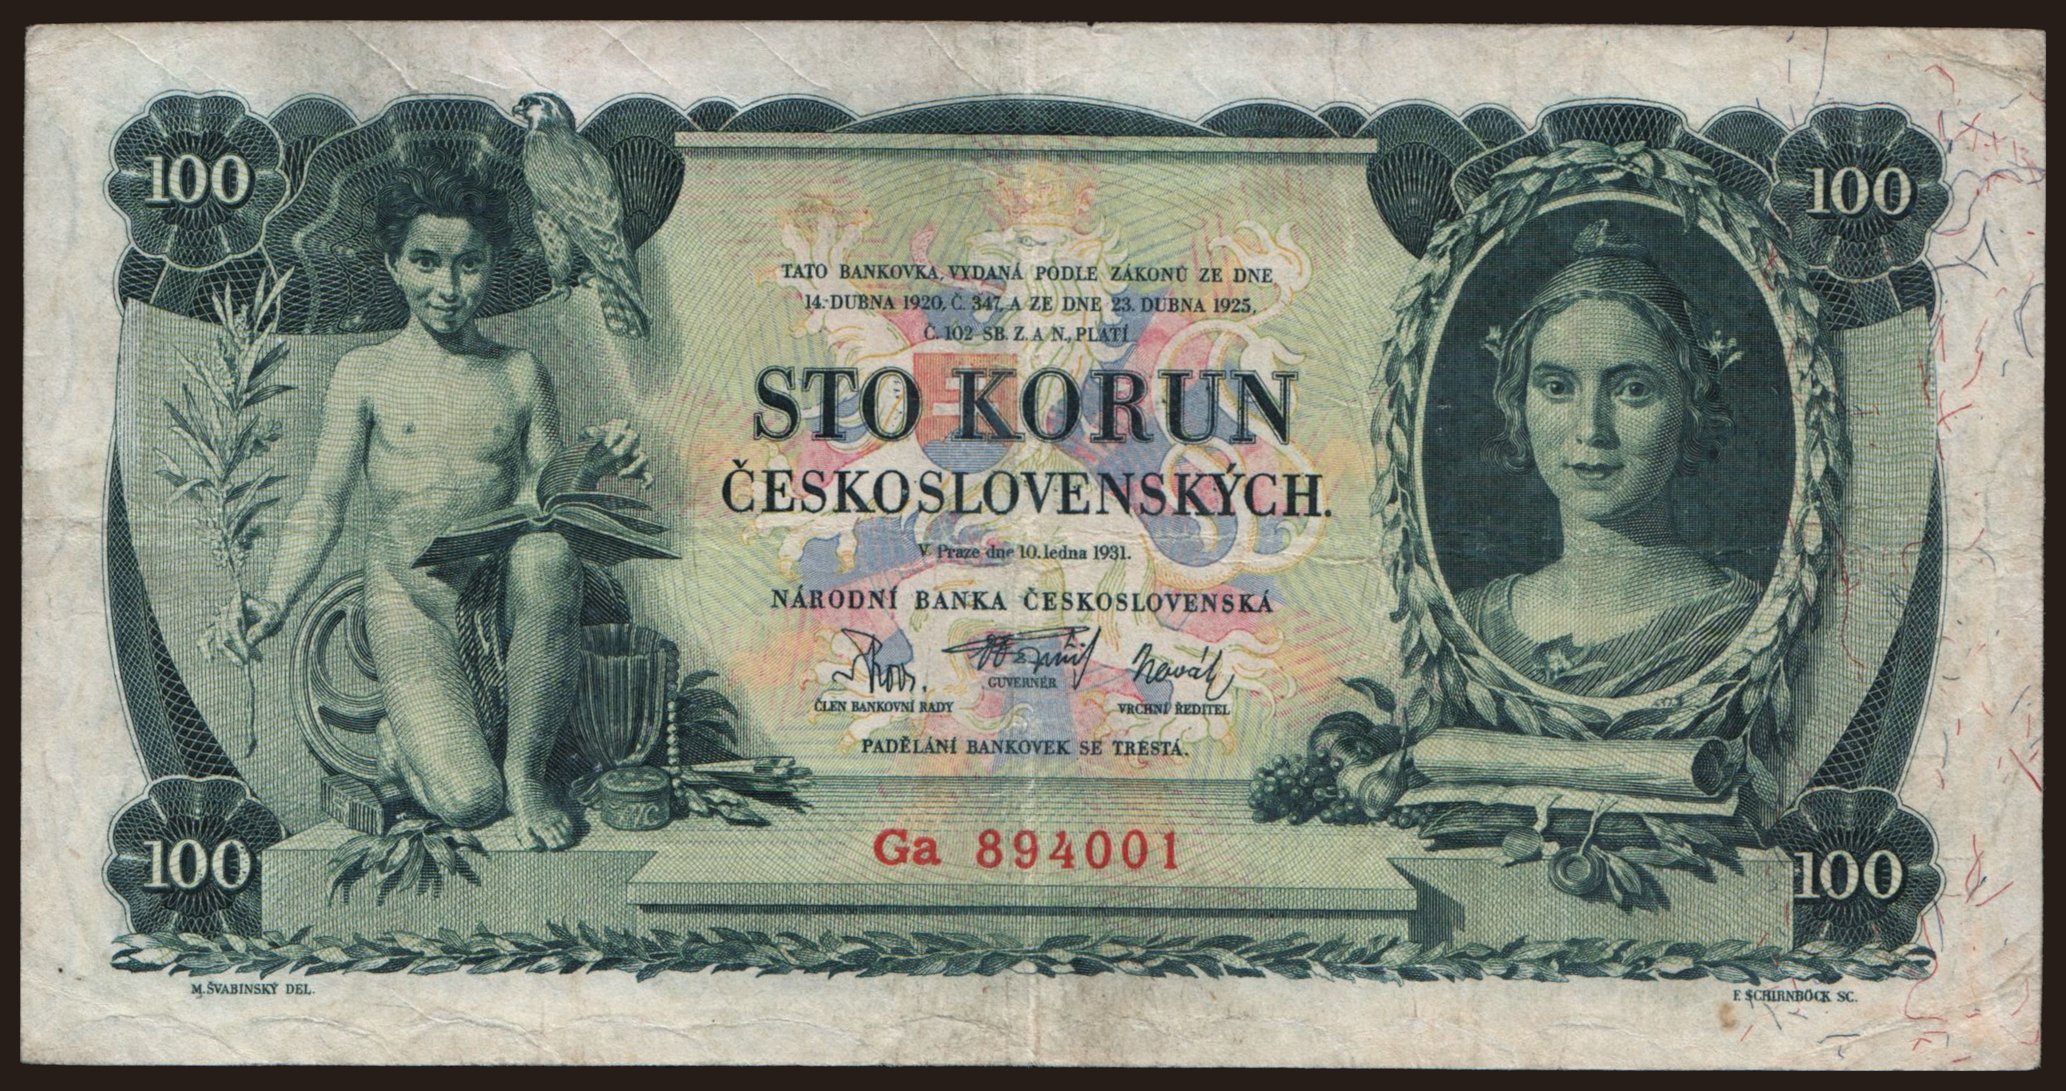 100
100
TATO BANKOVKA, VYDANÁ PODLE ZÁKONŮ ZE DNE
14. DUBNA 1920, Č. 347, A ZE DNE 23. DUBNA 1925,
Č. 102 SB. Z. A N., PLATÍ
STO KORUN
ČESKOSLOVENSKÝCH.
V Praze dne 10. ledna 1931.
NÁRODNÍ BANKA ČESKOSLOVENSKÁ
Novák
GUVERNÉR
ČLEN BANKOVNÍ RADY
VRCHNÍ ŘEDITEL
PADĚLÁNÍ BANKOVEK SE TRESTÁ.
Ga 894001
100
100
M. ŠVABINSKÝ DEL.
F. SCHIRNBÖCK SC.